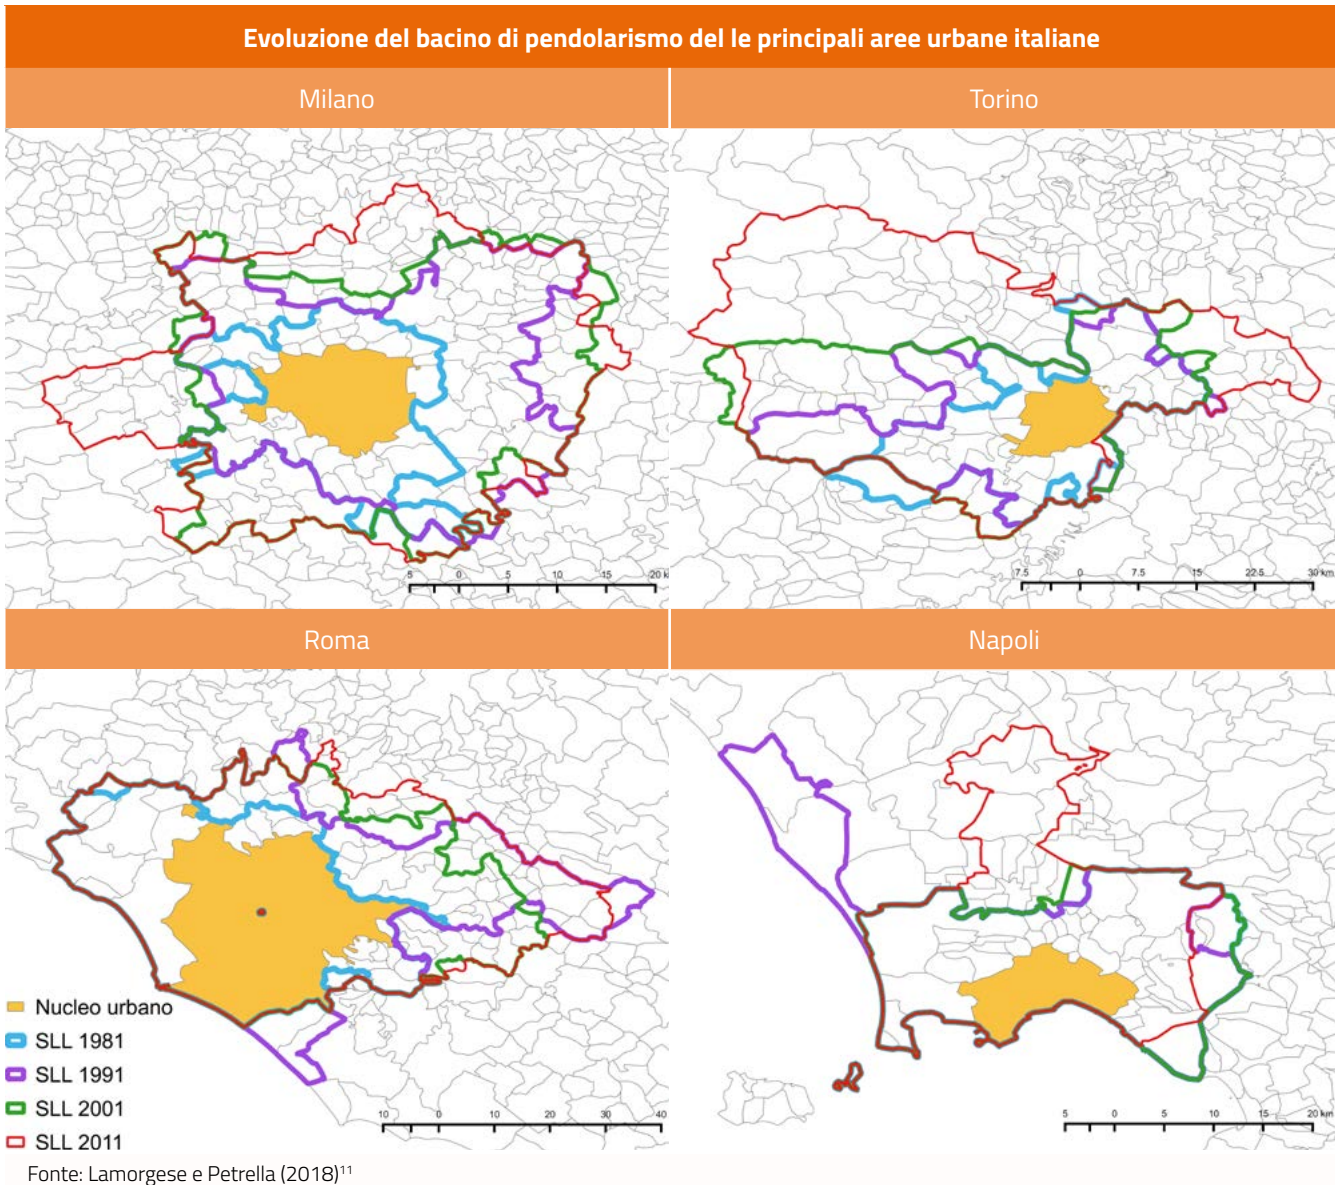 Evoluzione del bacino di pendolarismo del le principali aree urbane italiane
Milano
Torino
5 0 5 10 15 20 k
7.5 0 7.5 15 22.5 30 km
Roma
Napoli
Nucleo urbano
SLL 1981
SLL 1991
SLL 2001
SLL 2011
10 0 10 20 30 40
5 0 5 10 15 20 km
Fonte: Lamorgese e Petrella (2018)¹¹